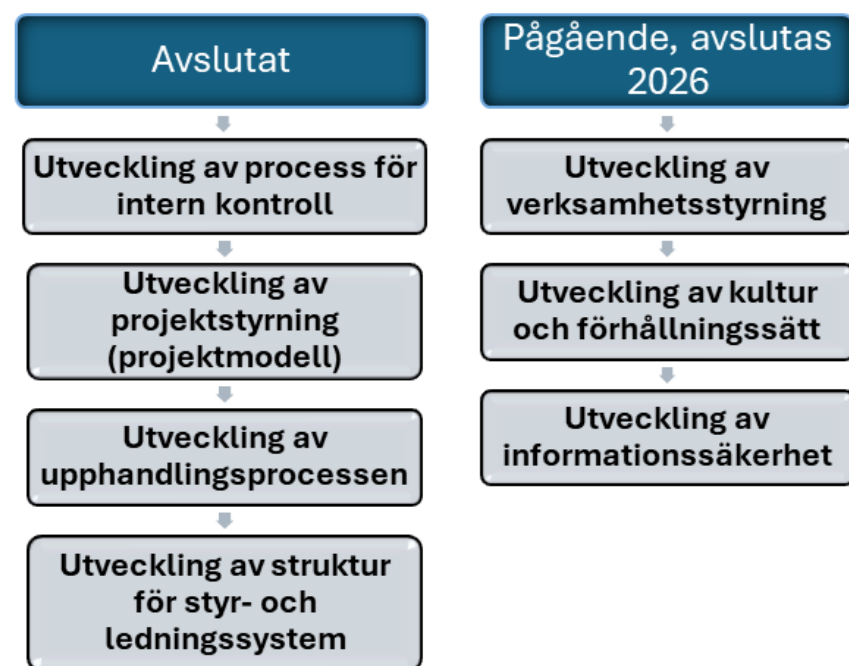 Avslutat
Utveckling av process för
intern kontroll
Utveckling av
projektstyrning
(projektmodell)
Utveckling av
upphandlingsprocessen
Utveckling av struktur
för styr- och
ledningssystem
Pågående, avslutas
2026
Utveckling av
verksamhetsstyrning
Utveckling av kultur
och förhållningssätt
Utveckling av
informationssäkerhet